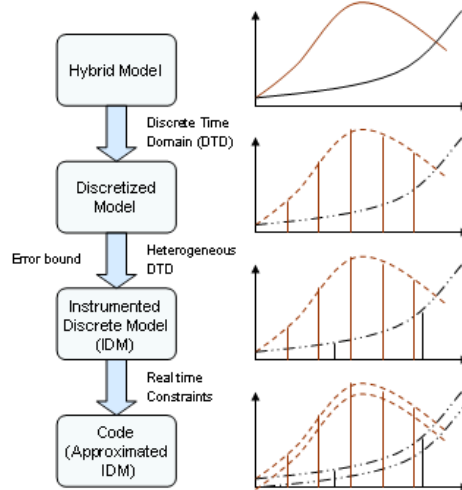 Hybrid Model
Discrete Time
Domain (DTD)
Discretized
Model
Error bound
Heterogeneous
DTD
Instrumented
Discrete Model
(IDM)
Real time
Constraints
Code
(Approximated
IDM)